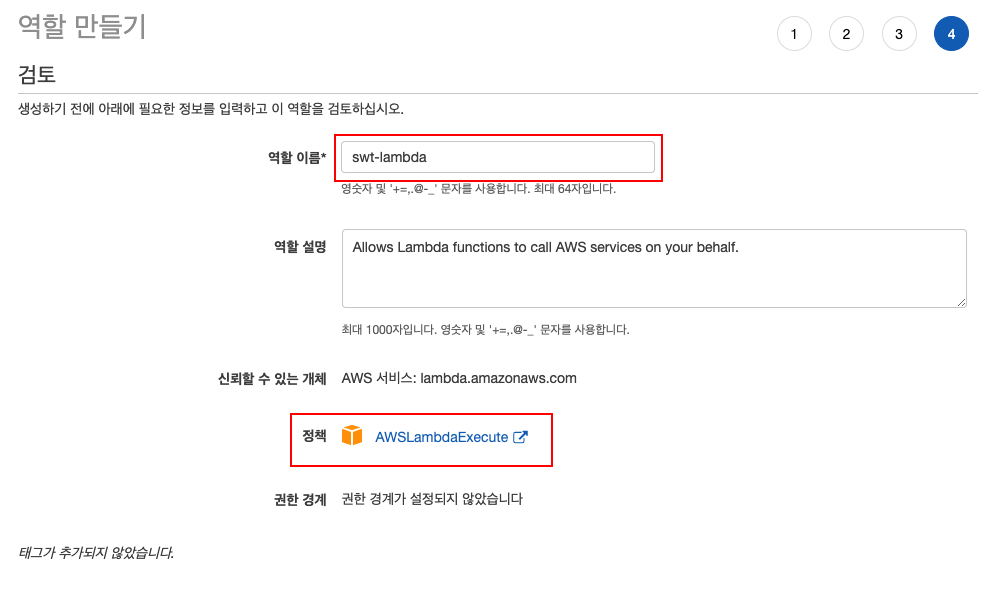 역할 만들기
1 2 3 4
검토
생성하기 전에 아래에 필요한 정보를 입력하고 이 역할을 검토하십시오.
역할 이름* swt-lambda
영숫자 및 '+=,.@-_' 문자를 사용합니다. 최대 64자입니다.
역할 설명 Allows Lambda functions to call AWS services on your behalf.
최대 1000자입니다. 영숫자 및 '+=,.@-_' 문자를 사용합니다.
신뢰할 수 있는 개체 AWS 서비스: lambda.amazonaws.com
정책 AWSLambdaExecute
권한 경계 권한 경계가 설정되지 않았습니다
태그가 추가되지 않았습니다.